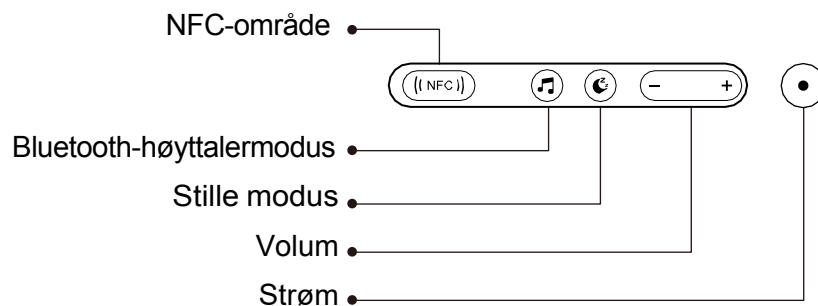 NFC-område
((NFC))
Bluetooth-høyttalermodus
Stille modus
Volum
Strøm